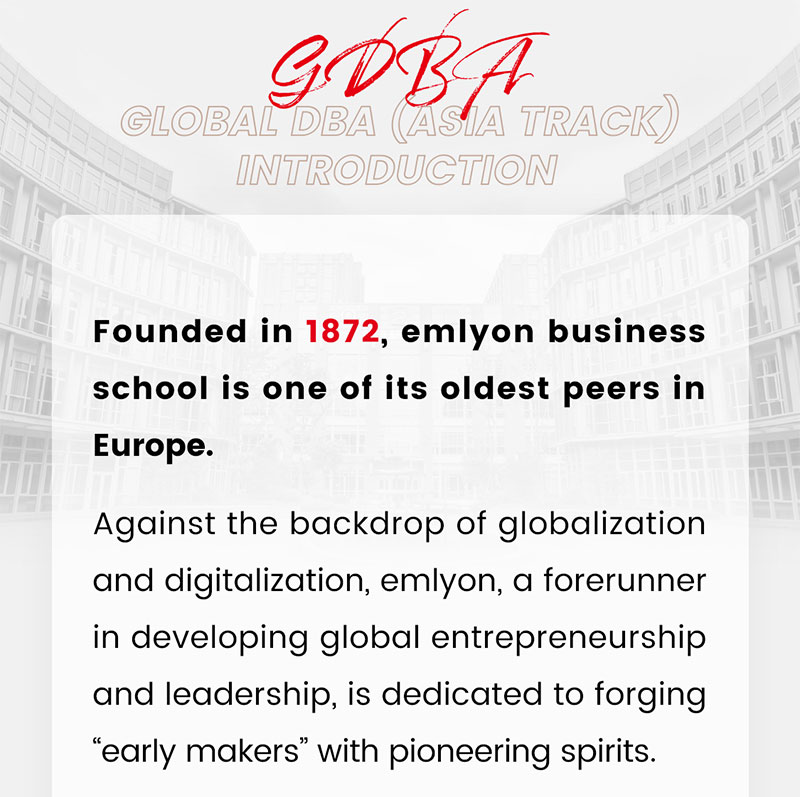 GDBA
GLOBAL DBA (ASIA TRACK)
INTRODUCTION
Founded in 1872, emlyon business
school is one of its oldest peers in
Europe.
Against the backdrop of globalization
and digitalization, emlyon, a forerunner
in developing global entrepreneurship
and leadership, is dedicated to forging
“early makers” with pioneering spirits.